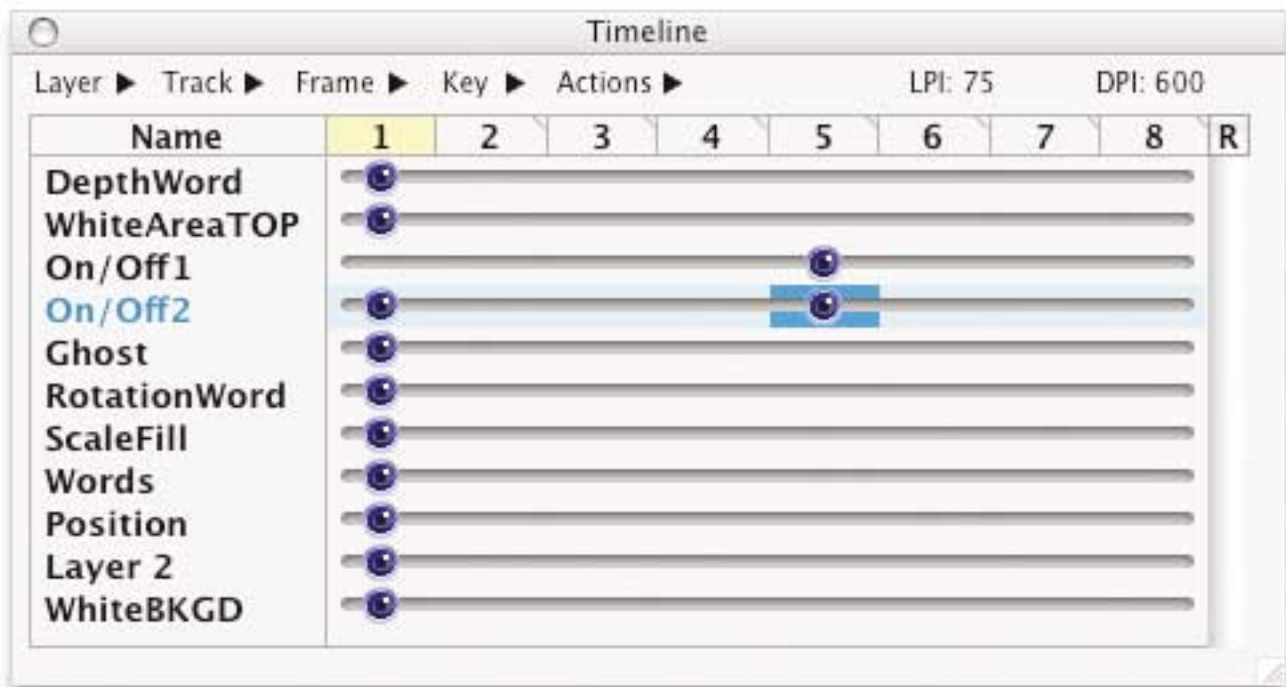 Timeline
Layer ▶ Track ▶ Frame ▶ Key ▶ Actions ▶ LPI: 75 DPI: 600
Name 1 2 3 4 5 6 7 8 R
DepthWord
WhiteAreaTOP
On/Off1
On/Off2
Ghost
RotationWord
ScaleFill
Words
Position
Layer 2
WhiteBKGD